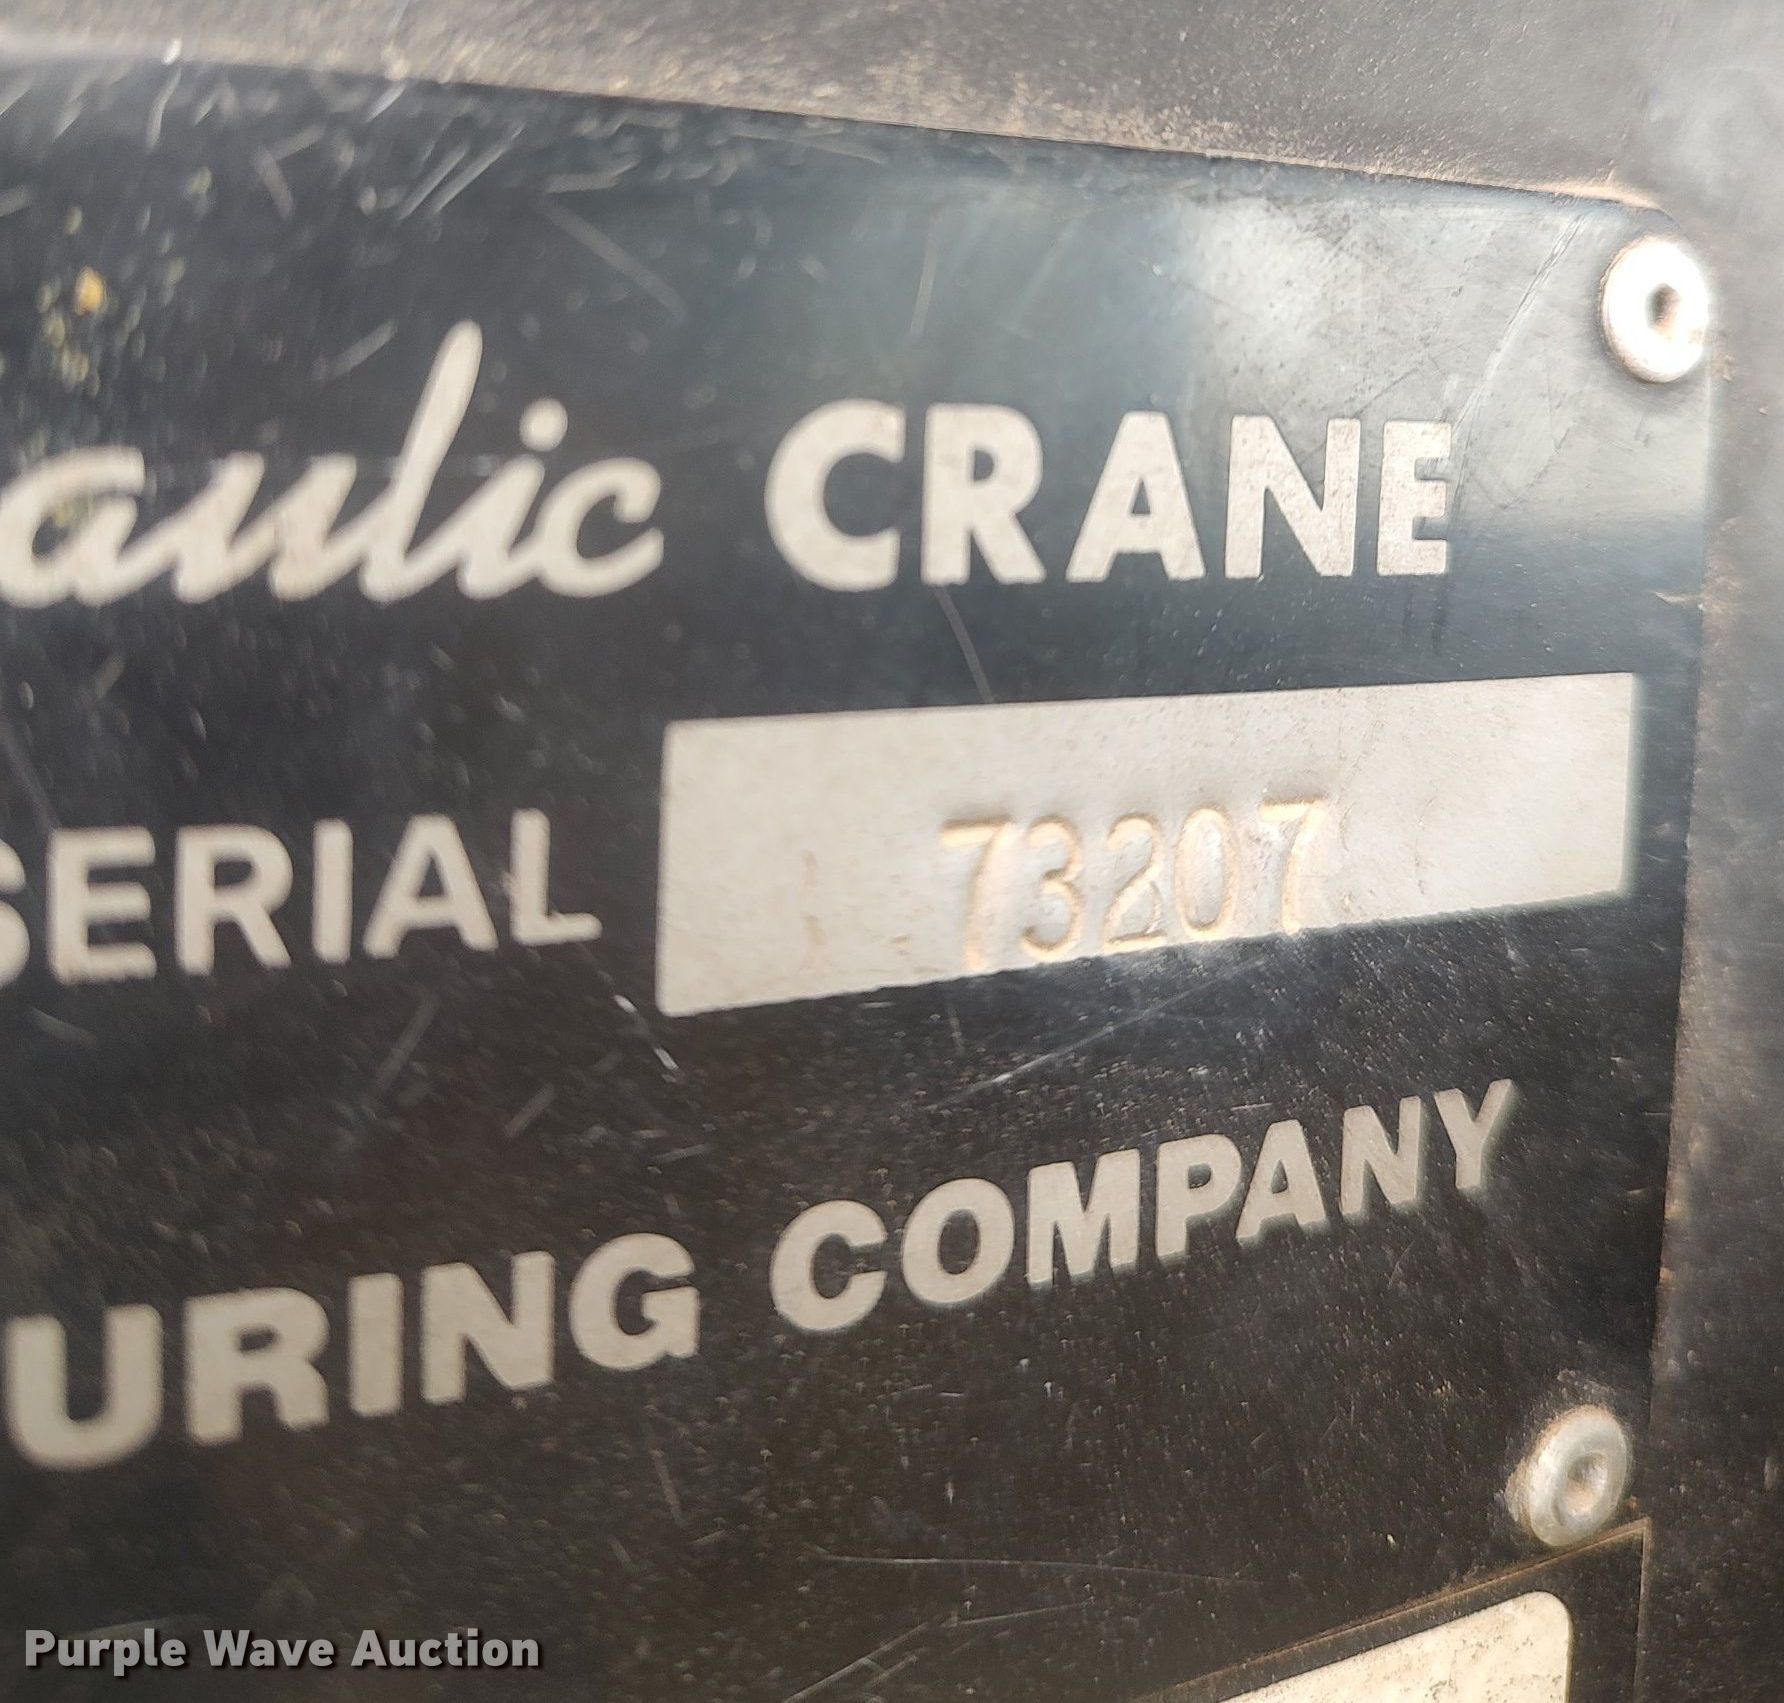 aulic CRANE
SERIAL 73207
URING COMPANY
Purple Wave Auction